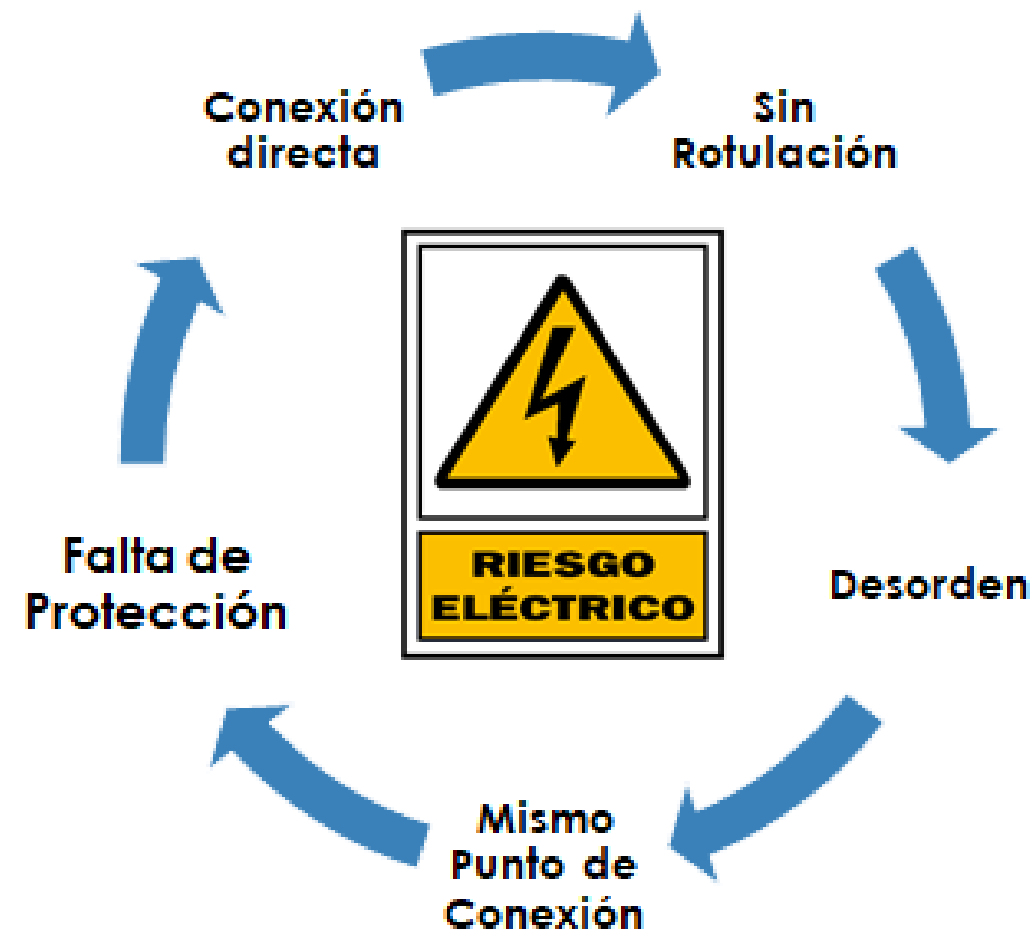 Conexión
directa
Sin
Rotulación
Desorden
Mismo
Punto de
Conexión
Falta de
Protección
RIESGO
ELÉCTRICO